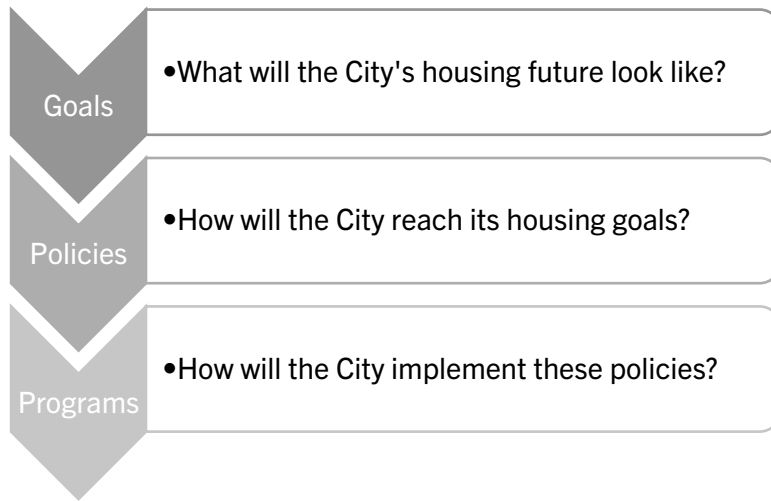 Goals
•What will the City's housing future look like?
Policies
•How will the City reach its housing goals?
Programs
•How will the City implement these policies?